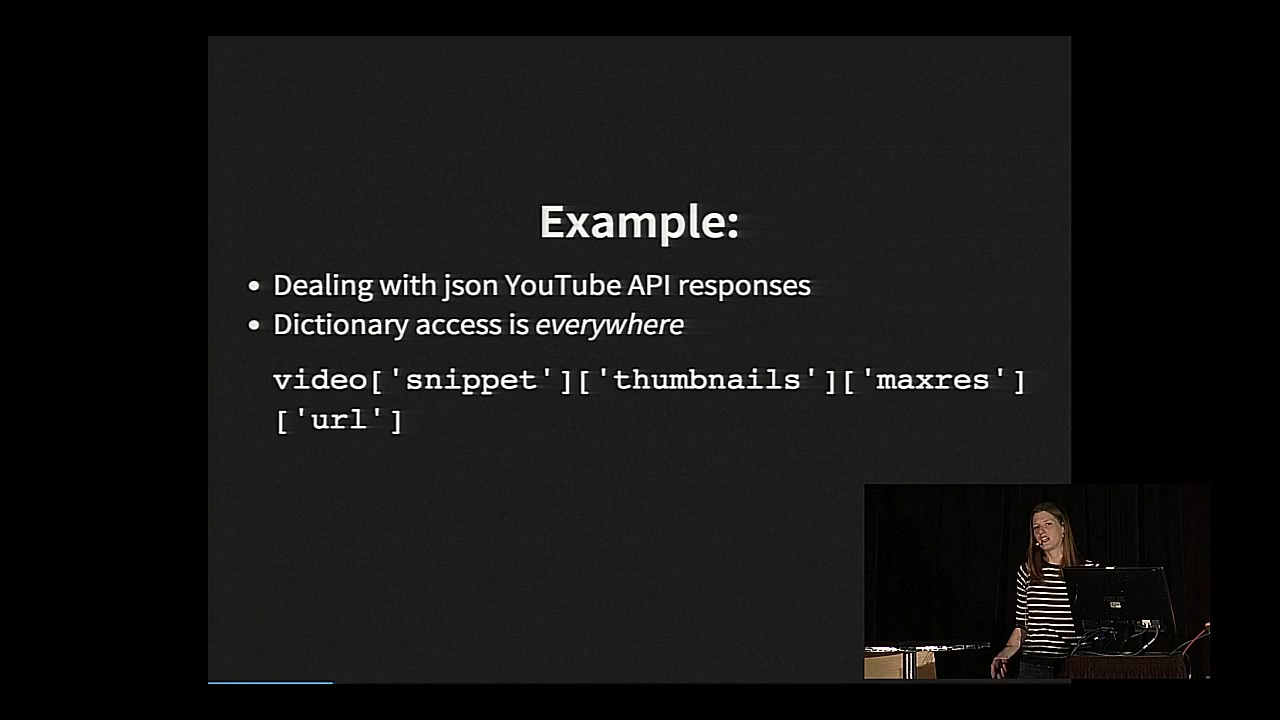 Example:
Dealing with json YouTube API responses
Dictionary access is everywhere
video['snippet']['thumbnails']['maxres']
['url']